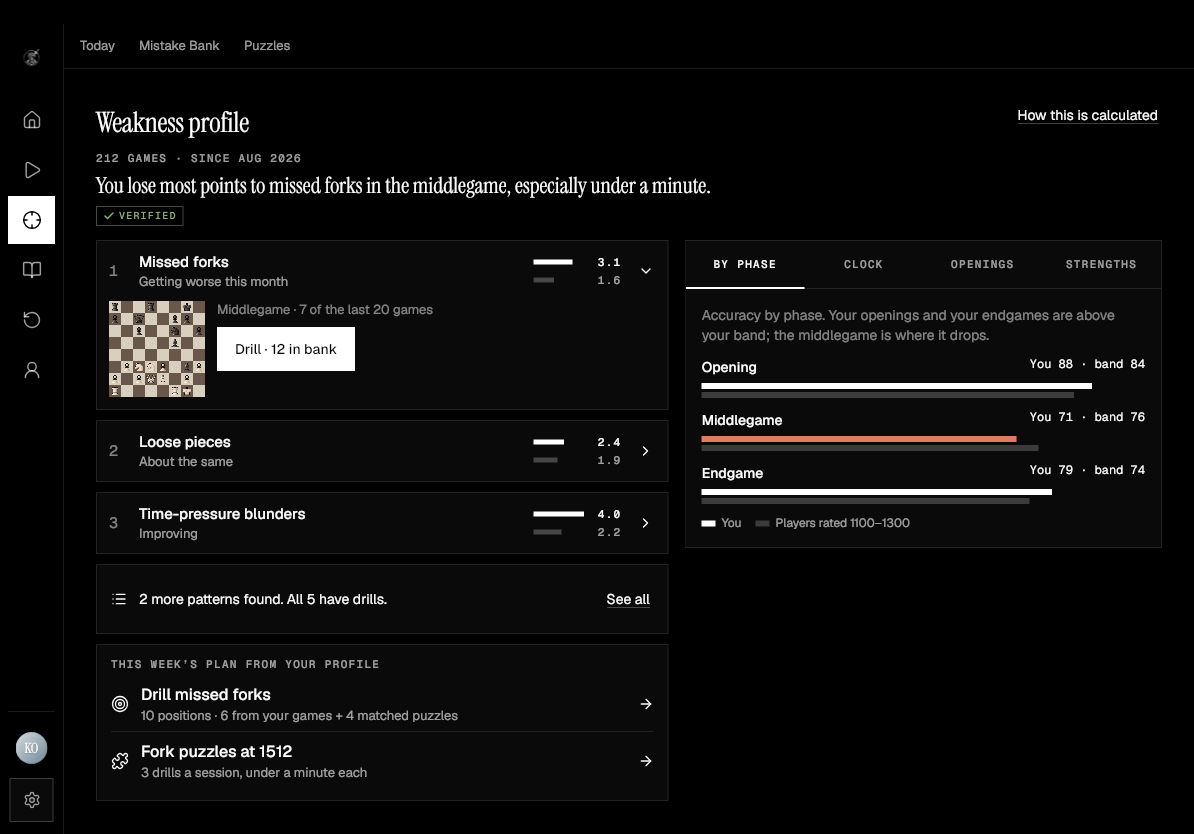 Today Mistake Bank Puzzles
Weakness profile
How this is calculated
212 GAMES · SINCE AUG 2026
You lose most points to missed forks in the middlegame, especially under a minute.
VERIFIED
1 Missed forks 3.1
Getting worse this month 1.6
Middlegame · 7 of the last 20 games
Drill · 12 in bank
2 Loose pieces 2.4
About the same 1.9
3 Time-pressure blunders 4.0
Improving 2.2
2 more patterns found. All 5 have drills. See all
THIS WEEK'S PLAN FROM YOUR PROFILE
Drill missed forks
10 positions · 6 from your games + 4 matched puzzles
Fork puzzles at 1512
3 drills a session, under a minute each
BY PHASE CLOCK OPENINGS STRENGTHS
Accuracy by phase. Your openings and your endgames are above
your band; the middlegame is where it drops.
Opening You 88 · band 84
Middlegame You 71 · band 76
Endgame You 79 · band 74
You Players rated 1100–1300
KO